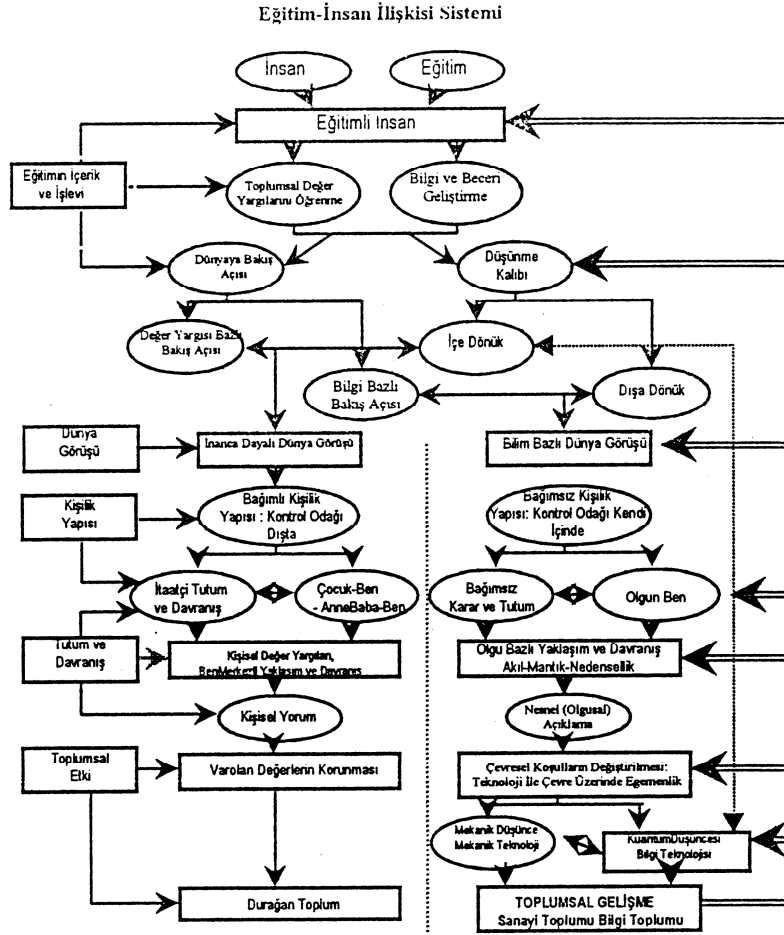 Eğitim-İnsan İlişkisi Sistemi
İnsan
Eğitim
Eğitimli İnsan
Eğitimin İçerik
ve İşlevi
Toplumsal Değer
Yargılarını Öğrenme
Bilgi ve Beceri
Geliştirme
Dünyaya Bakış
Açısı
Düşünme
Kalıbı
Değer Yargısı Bazlı
Bakış Açısı
İçe Dönük
Bilgi Bazlı
Bakış Açısı
Dışa Dönük
Dünya
Görüşü
İnanca Dayalı Dünya Görüşü
Bilim Bazlı Dünya Görüşü
Kişilik
Yapısı
Bağımlı Kişilik
Yapısı : Kontrol Odağı
Dışta
Bağımsız Kişilik
Yapısı: Kontrol Odağı Kendi
İçinde
İtaatçi Tutum
ve Davranış
Çocuk-Ben
- AnneBaba-Ben
Bağımsız
Karar ve Tutum
Olgun Ben
Tutum ve
Davranış
Kişisel Değer Yargıları,
BenMerkezli Yaklaşım ve Davranış
Olgu Bazlı Yaklaşım ve Davranış
Akıl-Mantık-Nedensellik
Kişisel Yorum
Nesnel (Olgusal)
Açıklama
Toplumsal
Etki
Varolan Değerlerin Korunması
Çevresel Koşulların Değiştirilmesi:
Teknoloji İle Çevre Üzerinde Egemenlik
Mekanik Düşünce
Mekanik Teknoloji
KuantumDüşüncesi
Bilgi Teknolojisi
Durağan Toplum
TOPLUMSAL GELİŞME
Sanayi Toplumu Bilgi Toplumu